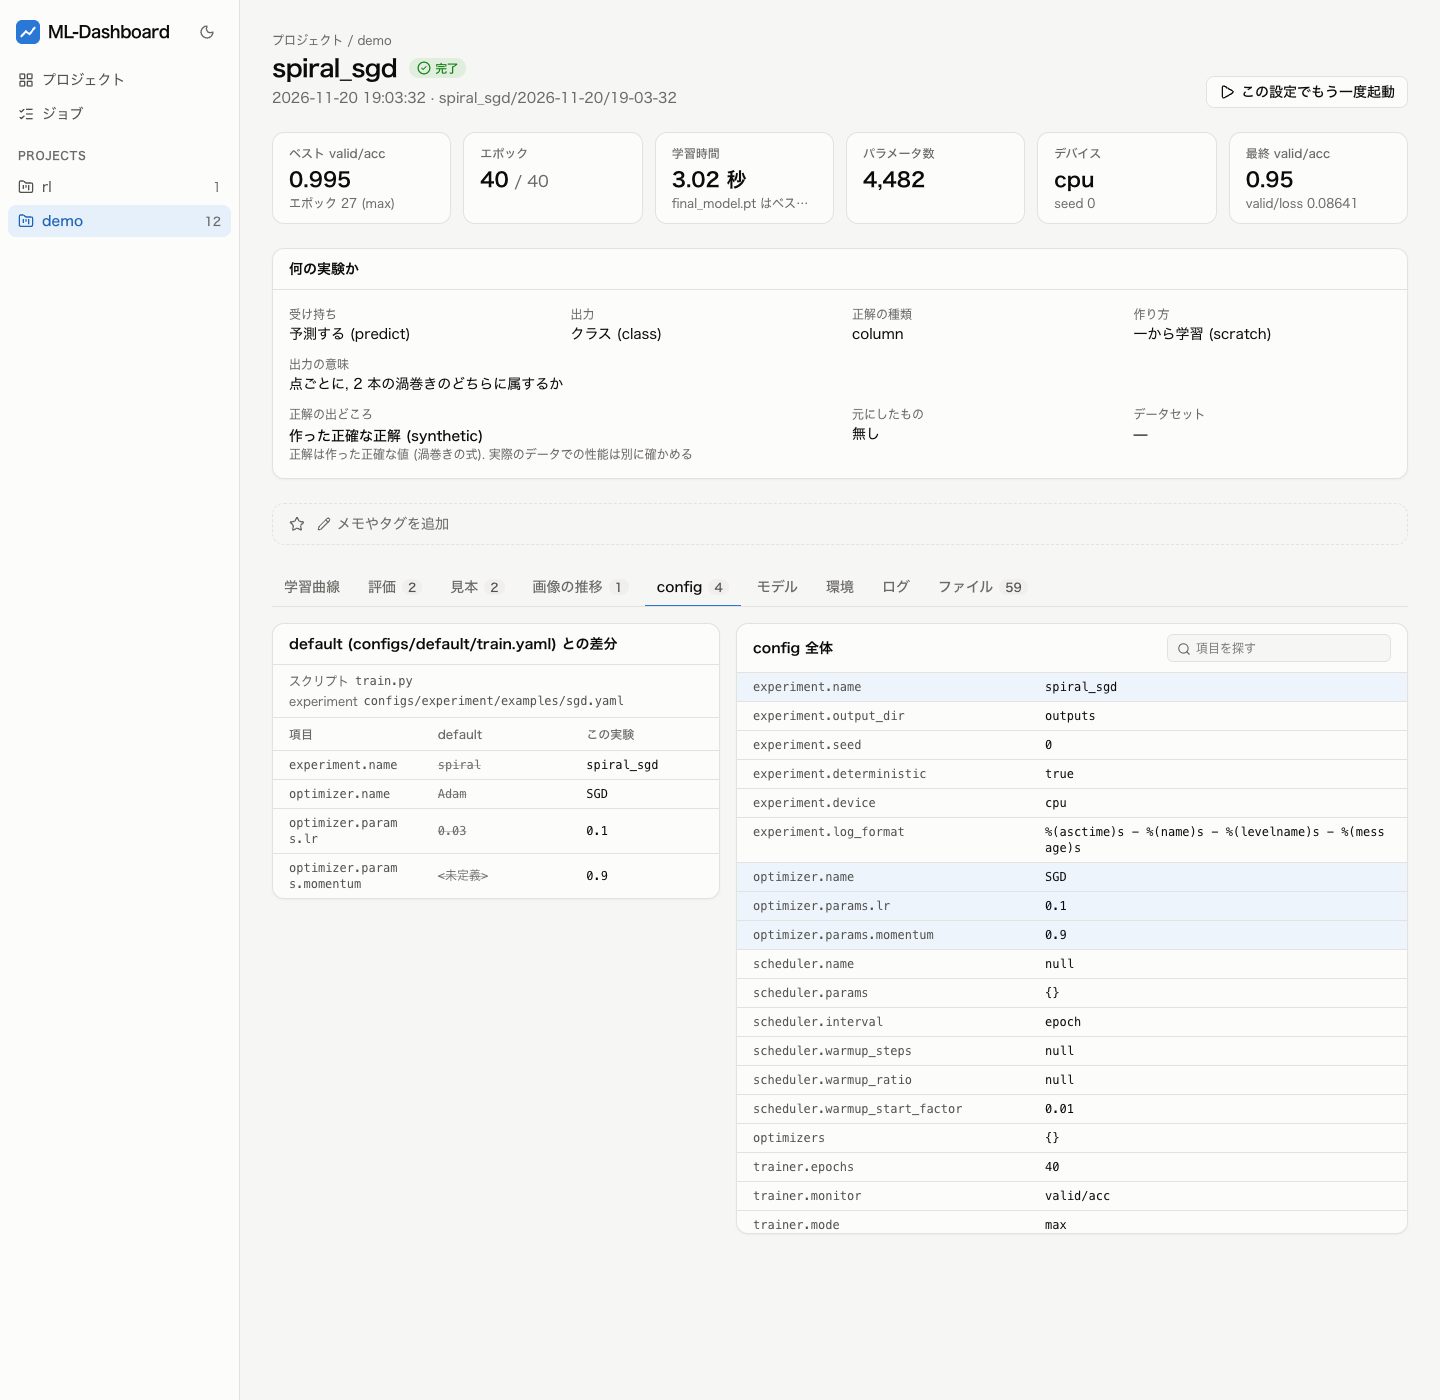 ML-Dashboard
プロジェクト
ジョブ
PROJECTS
rl 1
demo 12
プロジェクト / demo
spiral_sgd 完了
2026-11-20 19:03:32 · spiral_sgd/2026-11-20/19-03-32
この設定でもう一度起動
ベスト valid/acc
0.995
エポック 27 (max)
エポック
40 / 40
学習時間
3.02 秒
final_model.pt はベス…
パラメータ数
4,482
デバイス
cpu
seed 0
最終 valid/acc
0.95
valid/loss 0.08641
何の実験か
受け持ち
予測する (predict)
出力
クラス (class)
正解の種類
column
作り方
一から学習 (scratch)
出力の意味
点ごとに, 2 本の渦巻きのどちらに属するか
正解の出どころ
作った正確な正解 (synthetic)
正解は作った正確な値 (渦巻きの式). 実際のデータでの性能は別に確かめる
元にしたもの
無し
データセット
—
メモやタグを追加
学習曲線 評価 2 見本 2 画像の推移 1 config 4 モデル 環境 ログ ファイル 59
default (configs/default/train.yaml) との差分
スクリプト train.py
experiment configs/experiment/examples/sgd.yaml
項目 default この実験
experiment.name spiral spiral_sgd
optimizer.name Adam SGD
optimizer.param
s.lr 0.03 0.1
optimizer.param
s.momentum <未定義> 0.9
config 全体
項目を探す
experiment.name spiral_sgd
experiment.output_dir outputs
experiment.seed 0
experiment.deterministic true
experiment.device cpu
experiment.log_format %(asctime)s - %(name)s - %(levelname)s - %(mess
age)s
optimizer.name SGD
optimizer.params.lr 0.1
optimizer.params.momentum 0.9
scheduler.name null
scheduler.params {}
scheduler.interval epoch
scheduler.warmup_steps null
scheduler.warmup_ratio null
scheduler.warmup_start_factor 0.01
optimizers {}
trainer.epochs 40
trainer.monitor valid/acc
trainer.mode max